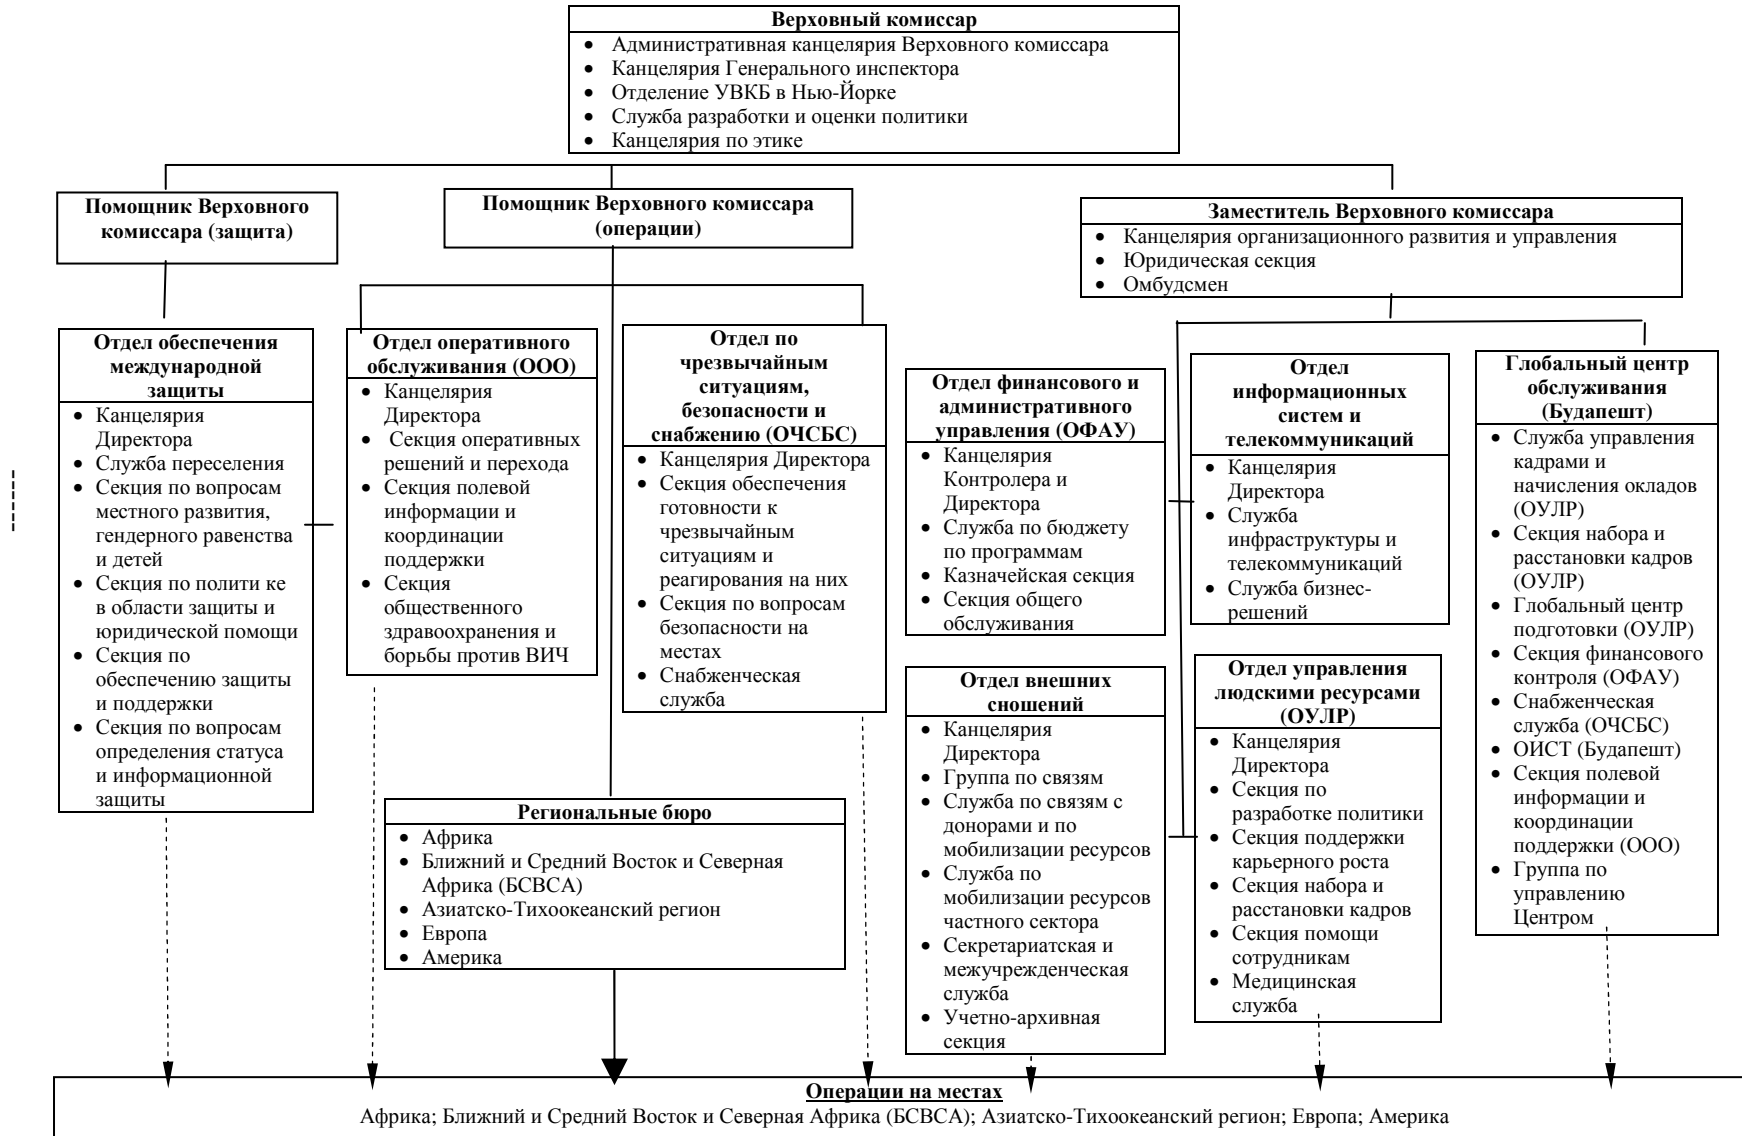 Верховный комиссар
• Административная канцелярия Верховного комиссара
• Канцелярия Генерального инспектора
• Отделение УВКБ в Нью-Йорке
• Служба разработки и оценки политики
• Канцелярия по этике
Помощник Верховного
комиссара (защита)
Помощник Верховного комиссара
(операции)
Заместитель Верховного комиссара
• Канцелярия организационного развития и управления
• Юридическая секция
• Омбудсмен
Отдел обеспечения
международной
защиты
• Канцелярия
Директора
• Служба переселения
• Секция по вопросам
местного развития,
гендерного равенства
и детей
• Секция по полити ке
в области защиты и
юридической помощи
• Секция по
обеспечению защиты
и поддержки
• Секция по вопросам
определения статуса
и информационной
защиты
Отдел оперативного
обслуживания (ООО)
• Канцелярия
Директора
• Секция оперативных
решений и перехода
• Секция полевой
информации и
координации
поддержки
• Секция
общественного
здравоохранения и
борьбы против ВИЧ
Отдел по
чрезвычайным
ситуациям,
безопасности и
снабжению (ОЧСБС)
• Канцелярия Директора
• Секция обеспечения
готовности к
чрезвычайным
ситуациям и
реагирования на них
• Секция по вопросам
безопасности на
местах
• Снабженческая
служба
Отдел финансового и
административного
управления (ОФАУ)
• Канцелярия
Контролера и
Директора
• Служба по бюджету
по программам
• Казначейская секция
• Секция общего
обслуживания
Отдел
информационных
систем и
телекоммуникаций
• Канцелярия
Директора
• Служба
инфраструктуры и
телекоммуникаций
• Служба бизнес-
решений
Глобальный центр
обслуживания
(Будапешт)
• Служба управления
кадрами и
начисления окладов
(ОУЛР)
• Секция набора и
расстановки кадров
(ОУЛР)
• Глобальный центр
подготовки (ОУЛР)
• Секция финансового
контроля (ОФАУ)
• Снабженческая
служба (ОЧСБС)
• ОИСТ (Будапешт)
• Секция полевой
информации и
координации
поддержки (ООО)
• Группа по
управлению
Центром
Отдел внешних
сношений
• Канцелярия
Директора
• Группа по связям
• Служба по связям с
донорами и по
мобилизации ресурсов
• Служба по
мобилизации ресурсов
частного сектора
• Секретариатская и
межучрежденческая
служба
• Учетно-архивная
секция
Отдел управления
людскими ресурсами
(ОУЛР)
• Канцелярия
Директора
• Секция по
разработке политики
• Секция поддержки
карьерного роста
• Секция набора и
расстановки кадров
• Секция помощи
сотрудникам
• Медицинская
служба
Региональные бюро
• Африка
• Ближний и Средний Восток и Северная
Африка (БСВСА)
• Азиатско-Тихоокеанский регион
• Европа
• Америка
Операции на местах
Африка; Ближний и Средний Восток и Северная Африка (БСВСА); Азиатско-Тихоокеанский регион; Европа; Америка